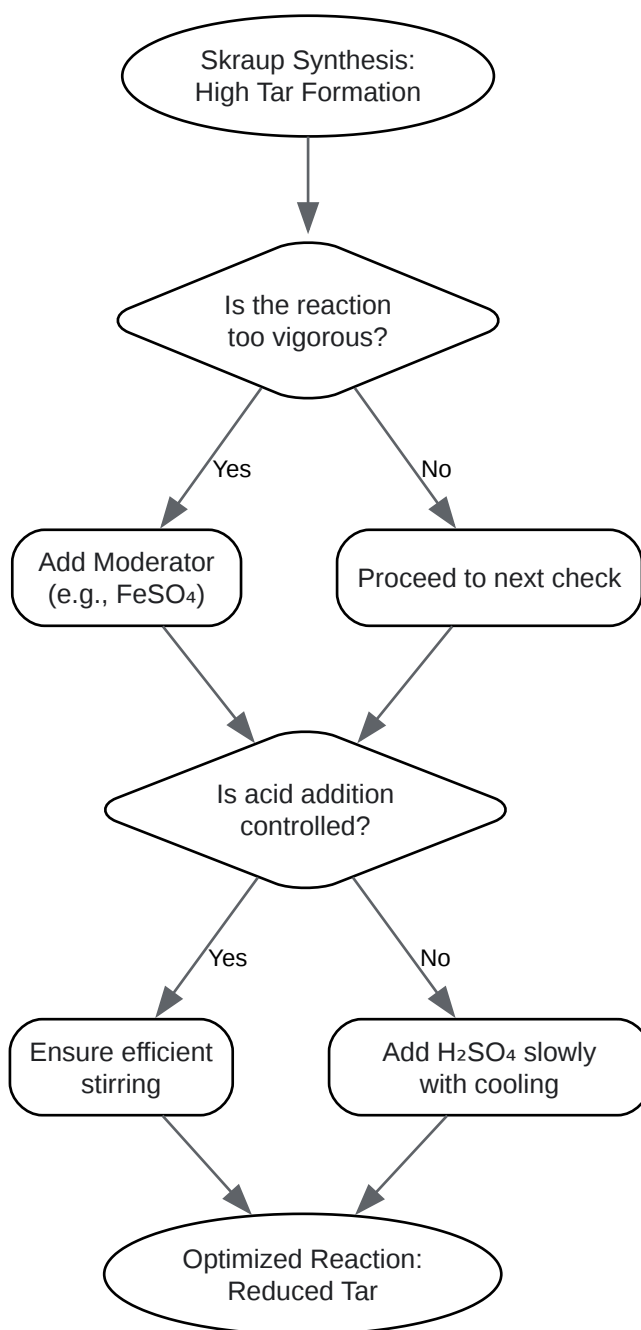 Skraup Synthesis:
High Tar Formation
Is the reaction
too vigorous?
Yes
No
Add Moderator
(e.g., FeSO₄)
Proceed to next check
Is acid addition
controlled?
Yes
No
Ensure efficient
stirring
Add H₂SO₄ slowly
with cooling
Optimized Reaction:
Reduced Tar